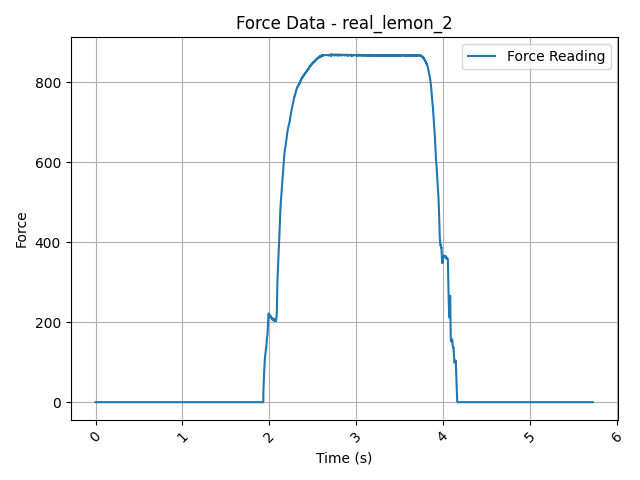 Force Data - real_lemon_2
Force Reading
800
600
400
200
0
Force
0 1 2 3 4 5 6
Time (s)